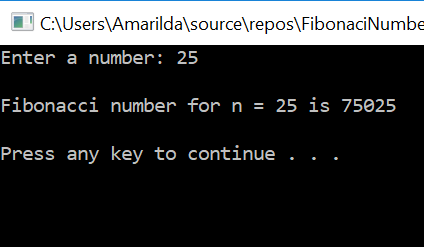 C:\Users\Amarilda\source\repos\FibonaciNumbe
Enter a number: 25
Fibonacci number for n = 25 is 75025
Press any key to continue . . .